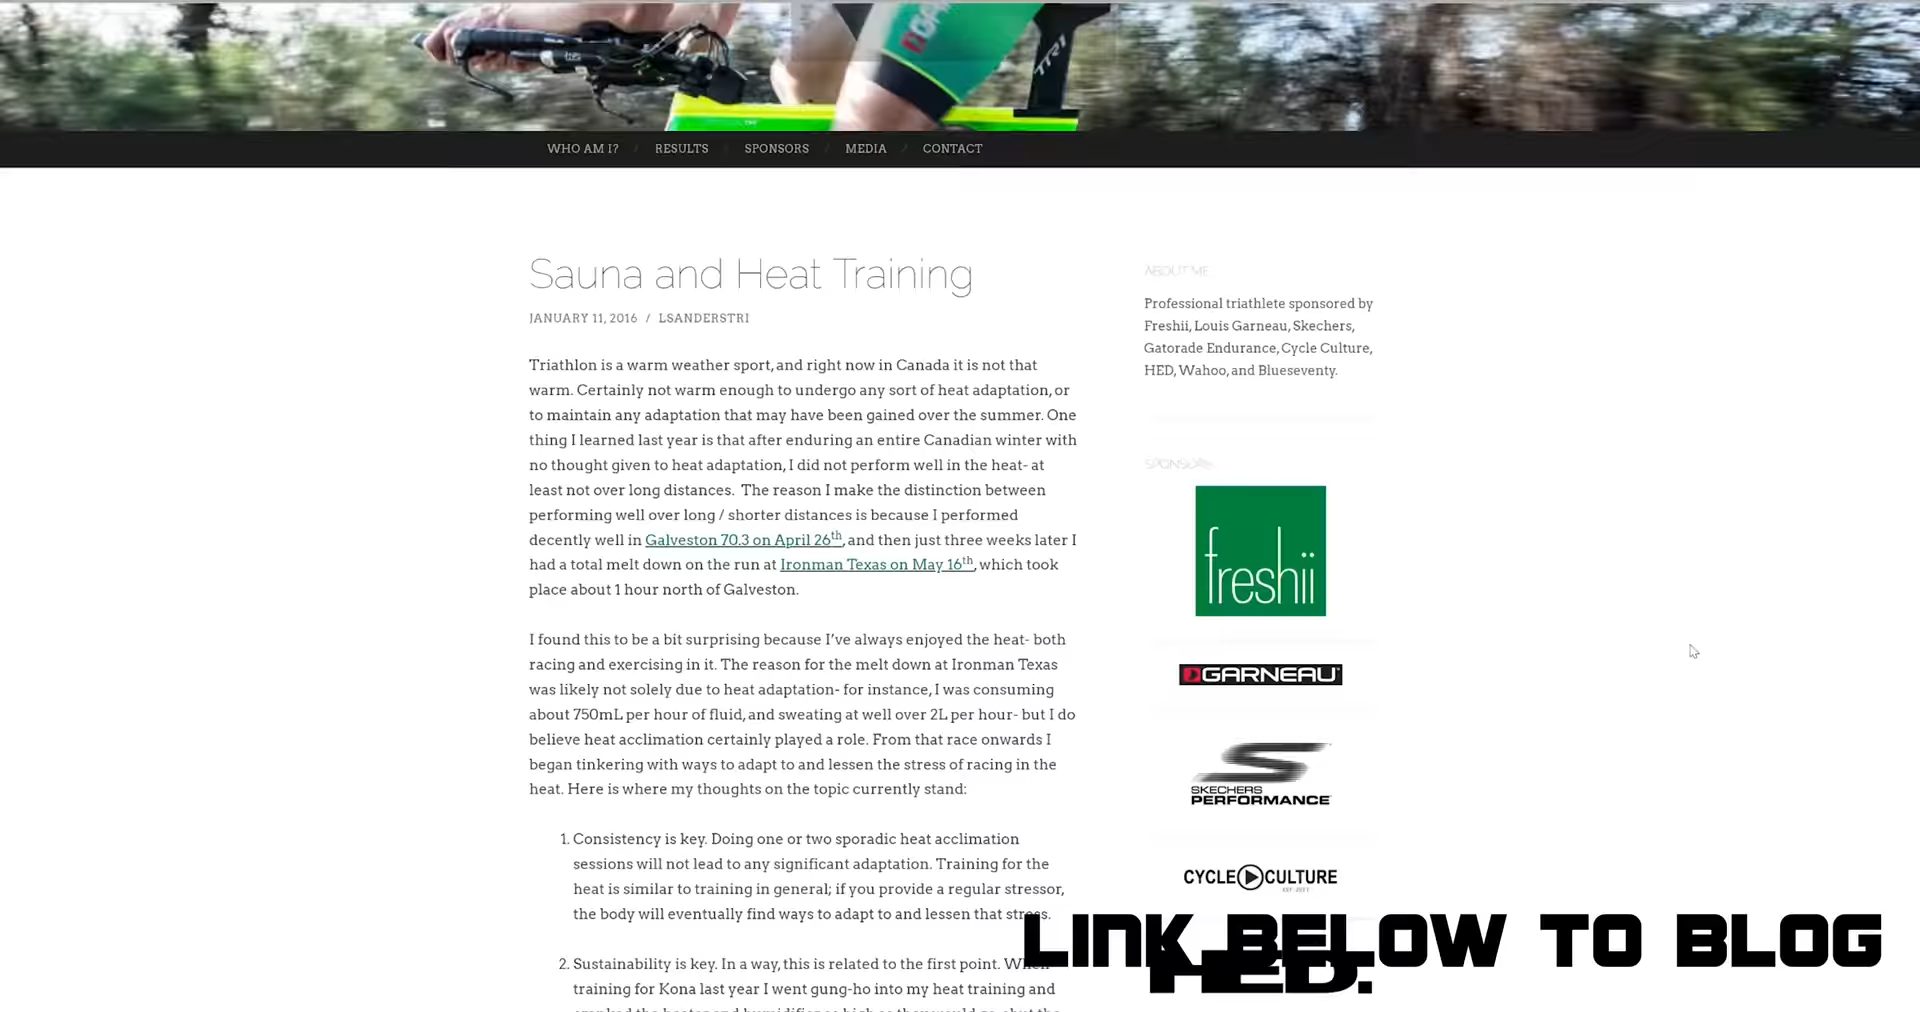 TRI
WHO AM I? / RESULTS / SPONSORS / MEDIA / CONTACT
Sauna and Heat Training
JANUARY 11, 2016 / LSANDERSTRI
Triathlon is a warm weather sport, and right now in Canada it is not that
warm. Certainly not warm enough to undergo any sort of heat adaptation, or
to maintain any adaptation that may have been gained over the summer. One
thing I learned last year is that after enduring an entire Canadian winter with
no thought given to heat adaptation, I did not perform well in the heat- at
least not over long distances.  The reason I make the distinction between
performing well over long / shorter distances is because I performed
decently well in Galveston 70.3 on April 26th, and then just three weeks later I
had a total melt down on the run at Ironman Texas on May 16th, which took
place about 1 hour north of Galveston.
I found this to be a bit surprising because I’ve always enjoyed the heat- both
racing and exercising in it. The reason for the melt down at Ironman Texas
was likely not solely due to heat adaptation- for instance, I was consuming
about 750mL per hour of fluid, and sweating at well over 2L per hour- but I do
believe heat acclimation certainly played a role. From that race onwards I
began tinkering with ways to adapt to and lessen the stress of racing in the
heat. Here is where my thoughts on the topic currently stand:
1. Consistency is key. Doing one or two sporadic heat acclimation
sessions will not lead to any significant adaptation. Training for the
heat is similar to training in general; if you provide a regular stressor,
the body will eventually find ways to adapt to and lessen that stress.
2. Sustainability is key. In a way, this is related to the first point. When
training for Kona last year I went gung-ho into my heat training and
ABOUT ME
Professional triathlete sponsored by
Freshii, Louis Garneau, Skechers,
Gatorade Endurance, Cycle Culture,
HED, Wahoo, and Blueseventy.
SPONSORS
freshii
GARNEAU
SKECHERS
PERFORMANCE
CYCLE CULTURE
LINK BELOW TO BLOG
HED.